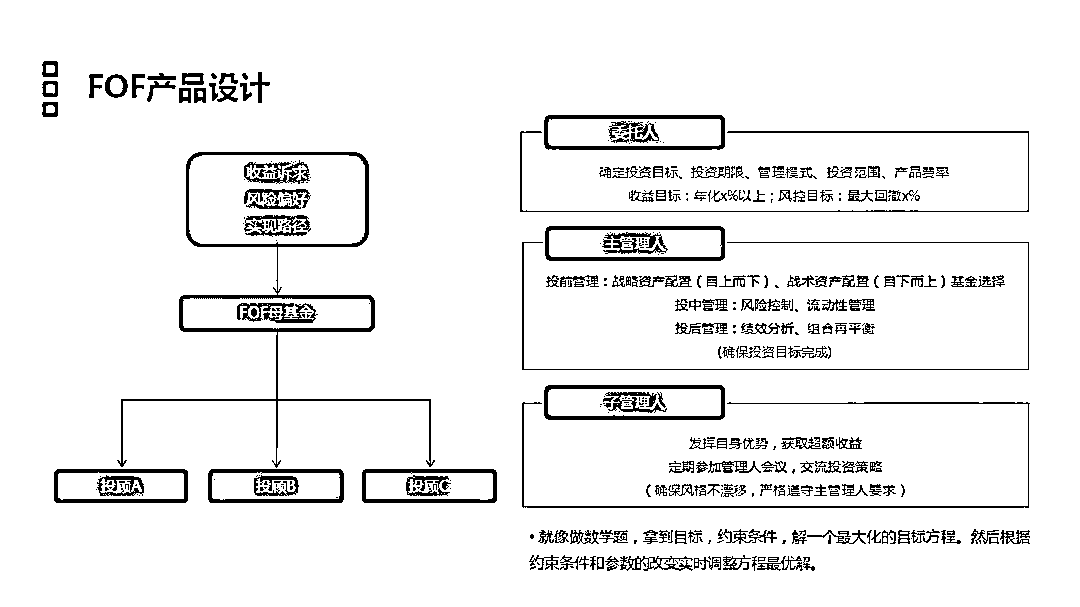 FOF产品设计
收益诉求
风险偏好
实现路径
FOF母基金
投顾A
投顾B
投顾C
委托人
确定投资目标、投资期限、管理模式、投资范围、产品费率
收益目标：年化x%以上；风控目标：最大回撤x%
主管理人
投前管理：战略资产配置（自上而下）、战术资产配置（自下而上）基金选择
投中管理：风险控制、流动性管理
投后管理：绩效分析、组合再平衡
(确保投资目标完成)
子管理人
发挥自身优势，获取超额收益
定期参加管理人会议，交流投资策略
（确保风格不漂移，严格遵守主管理人要求）
• 就像做数学题，拿到目标，约束条件，解一个最大化的目标方程。然后根据
约束条件和参数的改变实时调整方程最优解。